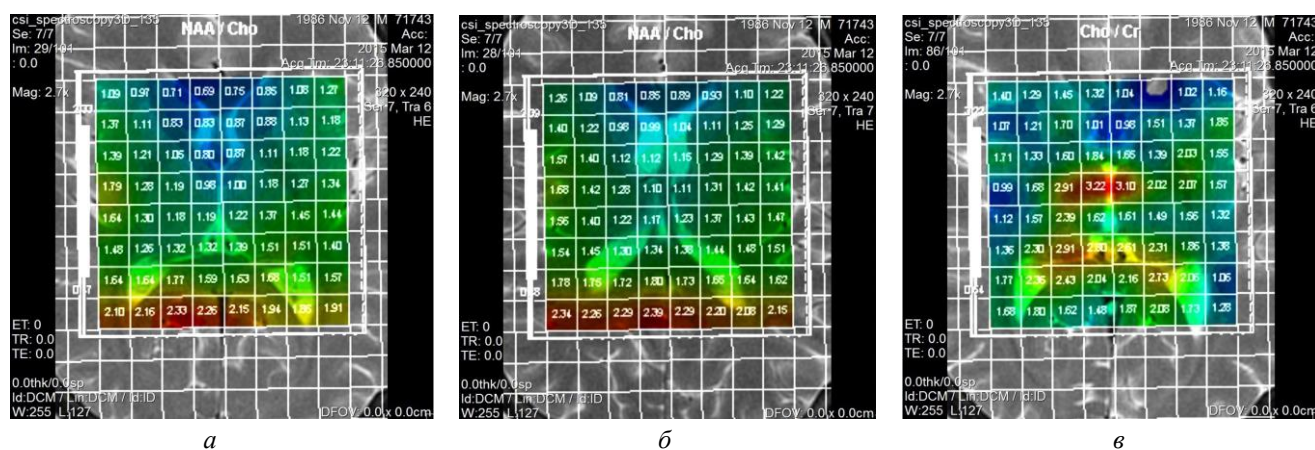 csi_spectroscopy3D_135 1986 Nov 12 M 71743
Se: 7/7 NAA / Cho Acc:
Im: 29/101 2015 Mar 12
: 0.0 Acq Tm: 23:11:26.850000
Mag: 2.7x 320 x 240
Ser-7, Tra 6
HE
1.09 0.97 0.71 0.69 0.75 0.85 1.08 1.27
1.37 1.11 0.83 0.83 0.87 0.88 1.13 1.18
1.39 1.21 1.05 0.80 0.87 1.11 1.18 1.22
1.79 1.28 1.19 0.98 1.00 1.18 1.27 1.34
1.64 1.30 1.18 1.19 1.22 1.37 1.45 1.44
1.48 1.26 1.32 1.32 1.39 1.51 1.51 1.40
1.64 1.64 1.77 1.59 1.63 1.68 1.51 1.57
2.10 2.16 2.33 2.26 2.15 1.94 1.86 1.91
ET: 0
TR: 0.0
TE: 0.0
0.0thk/0.0sp
Id:DCM / Lin:DCM / Id:ID
W:255 L:127 DFOV: 0.0 x 0.0cm
а
csi_spectroscopy3D_135 1986 Nov 12 M 71743
Se: 7/7 NAA / Cho Acc:
Im: 28/101 2015 Mar 12
: 0.0 Acq Tm: 23:11:26.850000
Mag: 2.7x 320 x 240
Ser-7, Tra 6
HE
1.26 1.09 0.81 0.85 0.89 0.93 1.10 1.22
1.40 1.22 0.98 0.99 1.04 1.11 1.25 1.29
1.57 1.40 1.12 1.12 1.15 1.29 1.39 1.42
1.68 1.42 1.28 1.10 1.11 1.31 1.42 1.41
1.56 1.40 1.22 1.17 1.23 1.37 1.43 1.47
1.54 1.45 1.30 1.34 1.38 1.44 1.48 1.51
1.78 1.76 1.72 1.80 1.73 1.65 1.64 1.62
2.34 2.26 2.29 2.39 2.29 2.20 2.08 2.15
ET: 0
TR: 0.0
TE: 0.0
0.0thk/0.0sp
Id:DCM / Lin:DCM / Id:ID
W:255 L:127 DFOV: 0.0 x 0.0cm
б
csi_spectroscopy3D_135 1986 Nov 12 M 71743
Se: 7/7 Cho / Cr Acc:
Im: 86/101 2015 Mar 12
: 0.0 Acq Tm: 23:11:26.850000
Mag: 2.7x 320 x 240
Ser-7, Tra 6
HE
1.40 1.29 1.45 1.32 1.04 1.02 1.16
1.07 1.21 1.70 1.01 0.98 1.51 1.37 1.85
1.71 1.33 1.60 1.84 1.66 1.39 2.03 1.55
0.99 1.68 2.91 3.22 3.10 2.02 2.07 1.57
1.12 1.57 2.39 1.62 1.61 1.49 1.56 1.32
1.36 2.30 2.91 2.60 2.61 2.31 1.86 1.38
1.77 2.36 2.43 2.04 2.16 2.73 2.06 1.06
1.68 1.80 1.62 1.48 1.87 2.08 1.73 1.28
ET: 0
TR: 0.0
TE: 0.0
0.0thk/0.0sp
Id:DCM / Lin:DCM / Id:ID
W:255 L:127 DFOV: 0.0 x 0.0cm
в